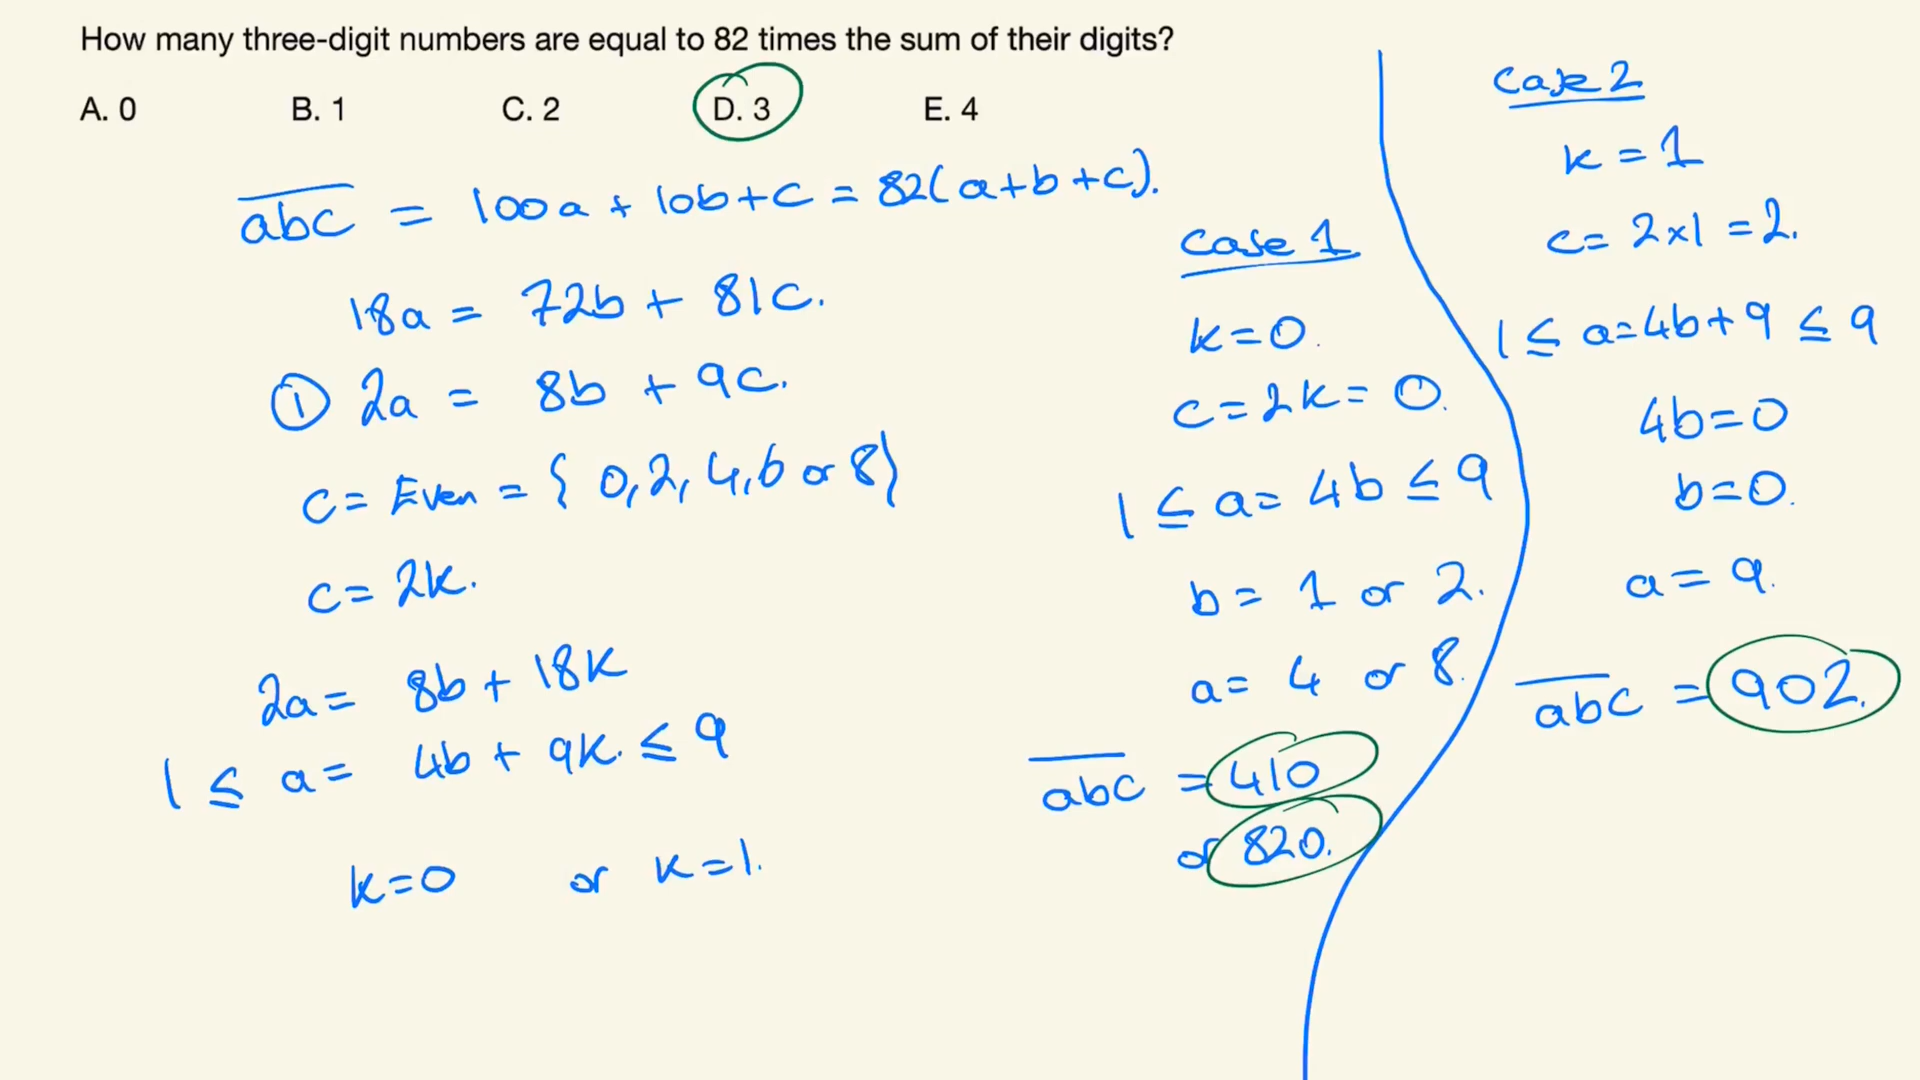 How many three-digit numbers are equal to 82 times the sum of their digits?
A. 0 B. 1 C. 2 D. 3 E. 4
abc = 100a + 10b + c = 82(a+b+c).
18a = 72b + 81c.
① 2a = 8b + 9c.
c = Even = { 0, 2, 4, 6 or 8}
c = 2k.
2a = 8b + 18k
1 ≤ a = 4b + 9k. ≤ 9
k=0 or k=1.
Case 1
k=0.
c=2k=0.
1 ≤ a = 4b ≤ 9
b = 1 or 2.
a = 4 or 8.
abc = 410
or 820.
Case 2
k = 1
c = 2×1 = 2.
1 ≤ a=4b+9 ≤ 9
4b=0
b=0.
a = 9.
abc = 902.